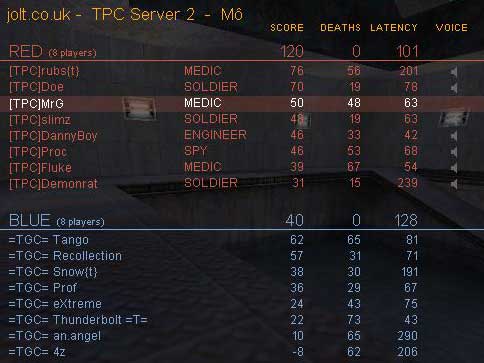 jolt.co.uk - TPC Server 2 - Mô
SCORE DEATHS LATENCY VOICE
RED (8 players) 120 0 101
[TPC]rubs{t} MEDIC 76 56 201
[TPC]Doe SOLDIER 70 19 78
[TPC]MrG MEDIC 50 48 63
[TPC]slimz SOLDIER 48 19 63
[TPC]DannyBoy ENGINEER 46 33 42
[TPC]Proc SPY 46 53 68
[TPC]Fluke MEDIC 39 67 54
[TPC]Demonrat SOLDIER 31 15 239
BLUE (8 players) 40 0 128
=TGC= Tango 62 65 81
=TGC= Recollection 57 31 71
=TGC= Snow{t} 38 30 191
=TGC= Prof 36 29 67
=TGC= eXtreme 24 43 75
=TGC= Thunderbolt =T= 22 73 43
=TGC= an.angel 10 65 290
=TGC= 4z -8 62 206